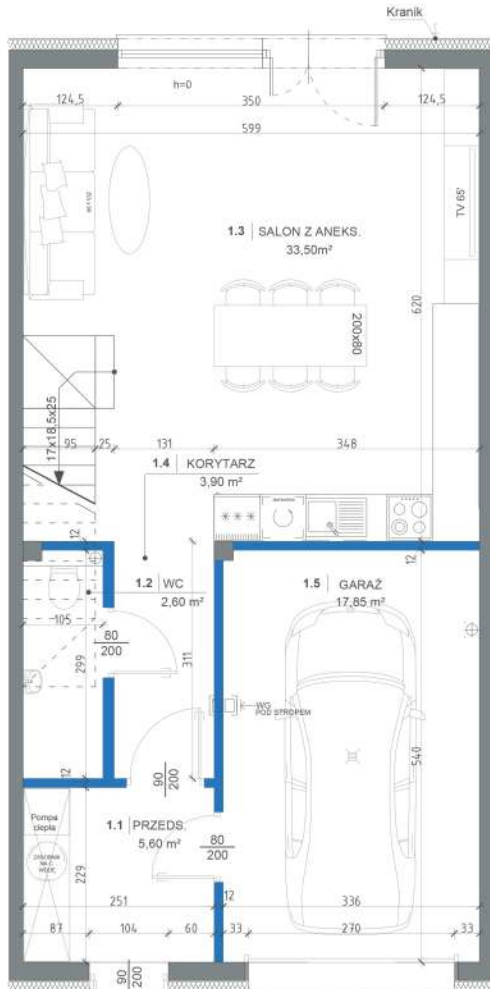 Kranik
h=0
124,5
350
124,5
599
TV 65'
1.3 | SALON Z ANEKS.
33,50m²
620
200x80
17x18,5x25
95
25
131
348
1.4 | KORYTARZ
3,90 m²
12
12
1.2 | WC
2,60 m²
1.5 | GARAŻ
17,85 m²
105
80
200
299
311
WG
POD STROPEM
540
12
90
200
Pompa
ciepła
1.1 | PRZEDS.
5,60 m²
80
200
ZASOBNIK
NA C.
WODĘ
229
251
12
336
87
104
60
33
270
33
90
200